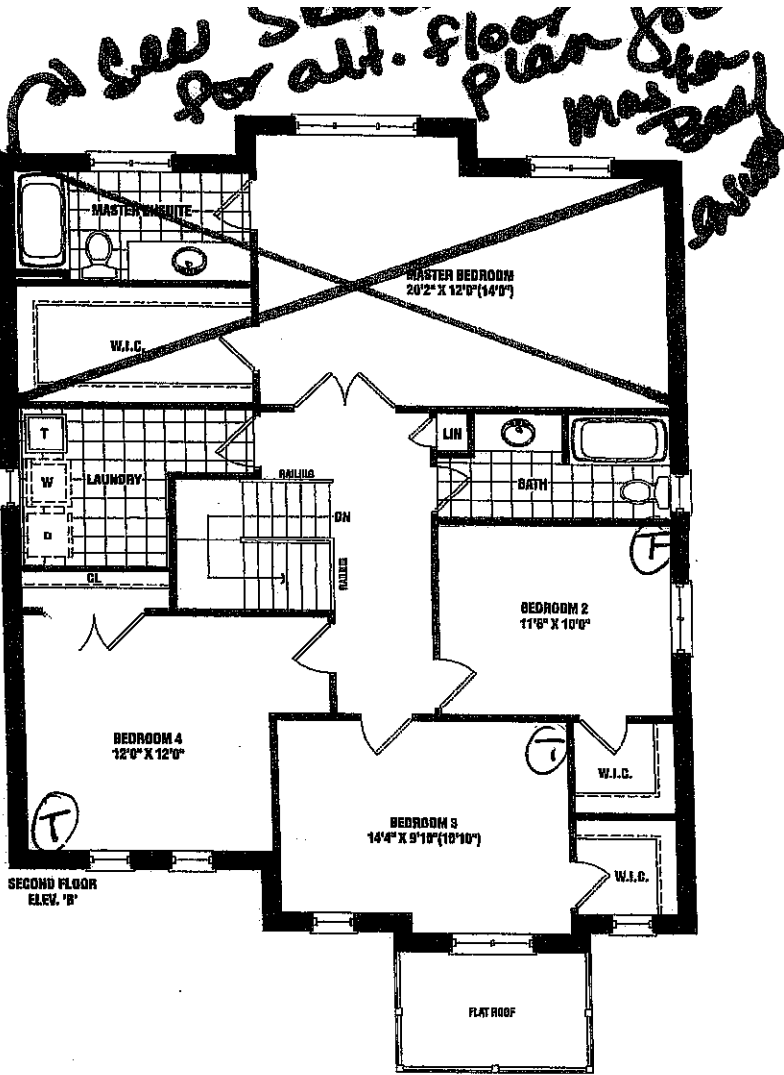 See
for alt. floor
plan for
master
Bed
ensuite
MASTER ENSUITE
MASTER BEDROOM
20'2" X 12'0"(14'0")
W.I.C.
T
W
D
LAUNDRY
RAILING
LIN
BATH
DN
RAILING
CL
T
BEDROOM 2
11'6" X 10'0"
BEDROOM 4
12'0" X 12'0"
T
W.I.C.
BEDROOM 3
14'4" X 9'10"(10'10")
T
W.I.C.
SECOND FLOOR
ELEV. 'B'
FLAT ROOF